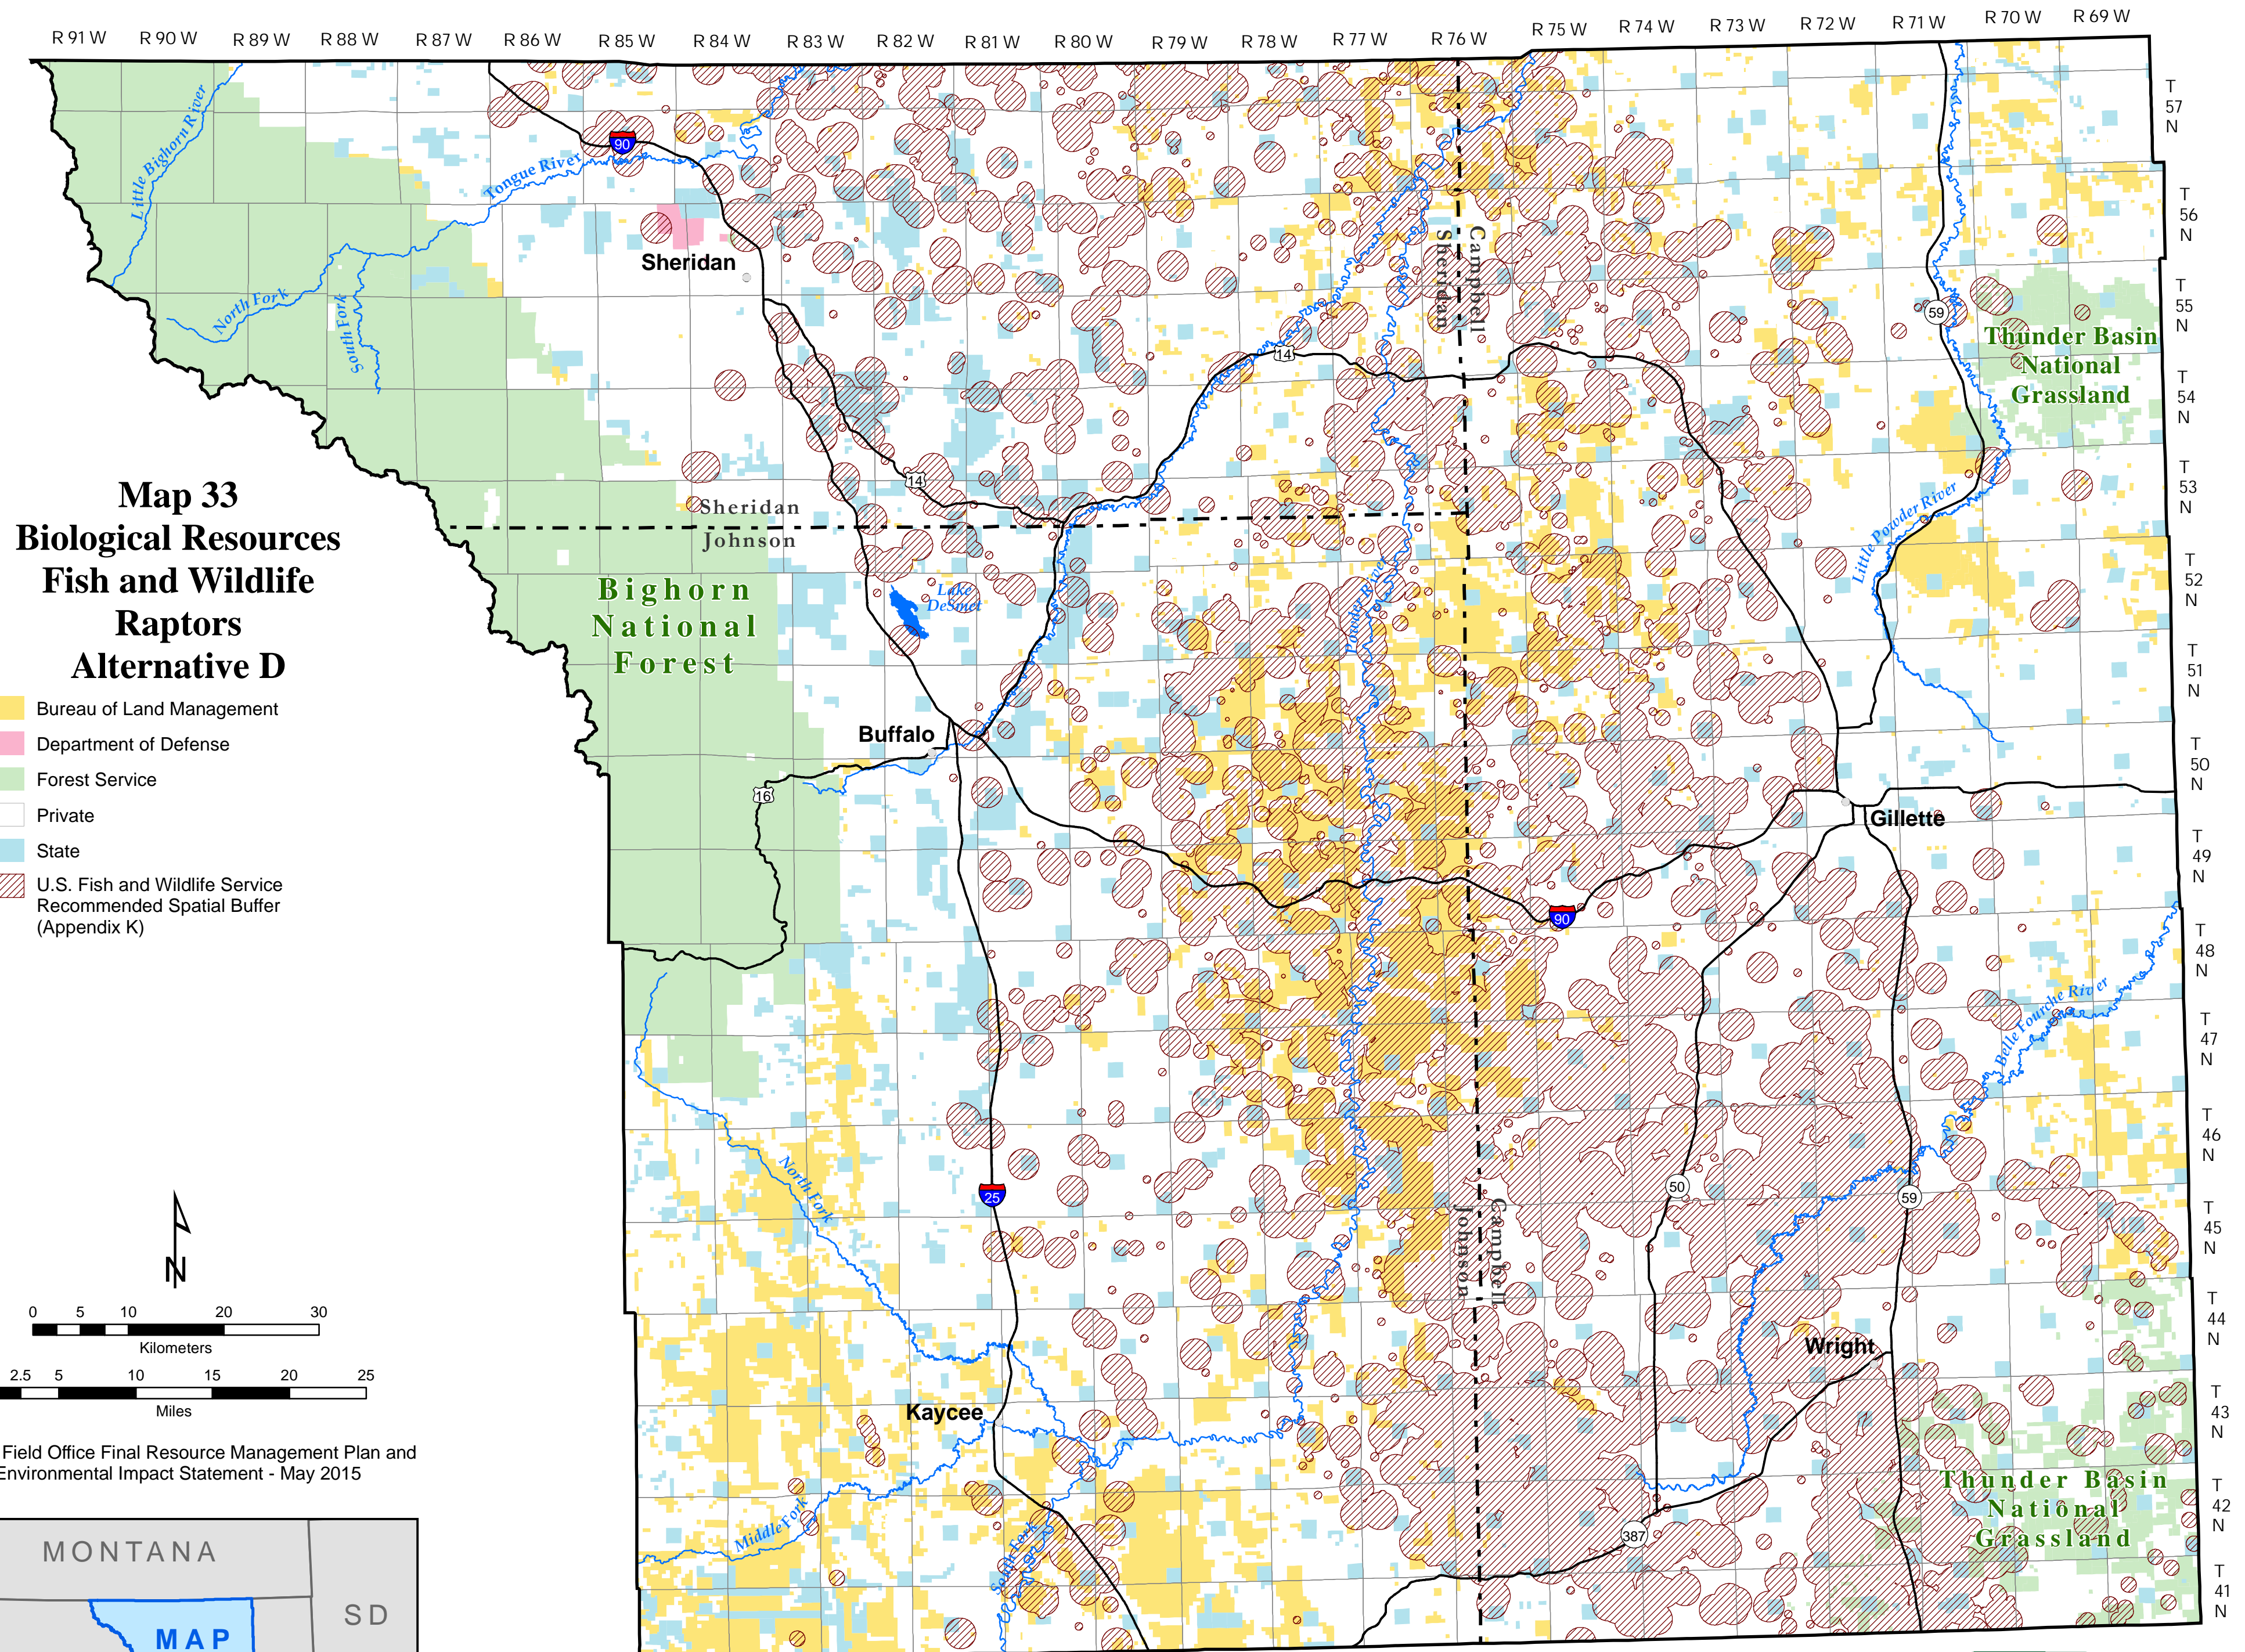 R 91 W R 90 W R 89 W R 88 W R 87 W R 86 W R 85 W R 84 W R 83 W R 82 W R 81 W R 80 W R 79 W R 78 W R 77 W R 76 W R 75 W R 74 W R 73 W R 72 W R 71 W R 70 W R 69 W
T
57
N
T
56
N
T
55
N
T
54
N
T
53
N
T
52
N
T
51
N
T
50
N
T
49
N
T
48
N
T
47
N
T
46
N
T
45
N
T
44
N
T
43
N
T
42
N
T
41
N
Little Bighorn River
Tongue River
90
Sheridan
North Fork
South Fork
Sheridan
Campbell
14
59
Thunder Basin
National
Grassland
14
Sheridan
Johnson
Little Powder River
Powder River
Bighorn
National
Forest
Lake
DeSmet
Buffalo
16
Gillette
90
Belle Fourche River
North Fork
25
50
59
Johnson
Campbell
Wright
Kaycee
Middle Fork
South Fork
387
Thunder Basin
National
Grassland
Map 33
Biological Resources
Fish and Wildlife
Raptors
Alternative D
Bureau of Land Management
Department of Defense
Forest Service
Private
State
U.S. Fish and Wildlife Service
Recommended Spatial Buffer
(Appendix K)
N
0 5 10 20 30
Kilometers
2.5 5 10 15 20 25
Miles
Field Office Final Resource Management Plan and
Environmental Impact Statement - May 2015
MONTANA
SD
MAP